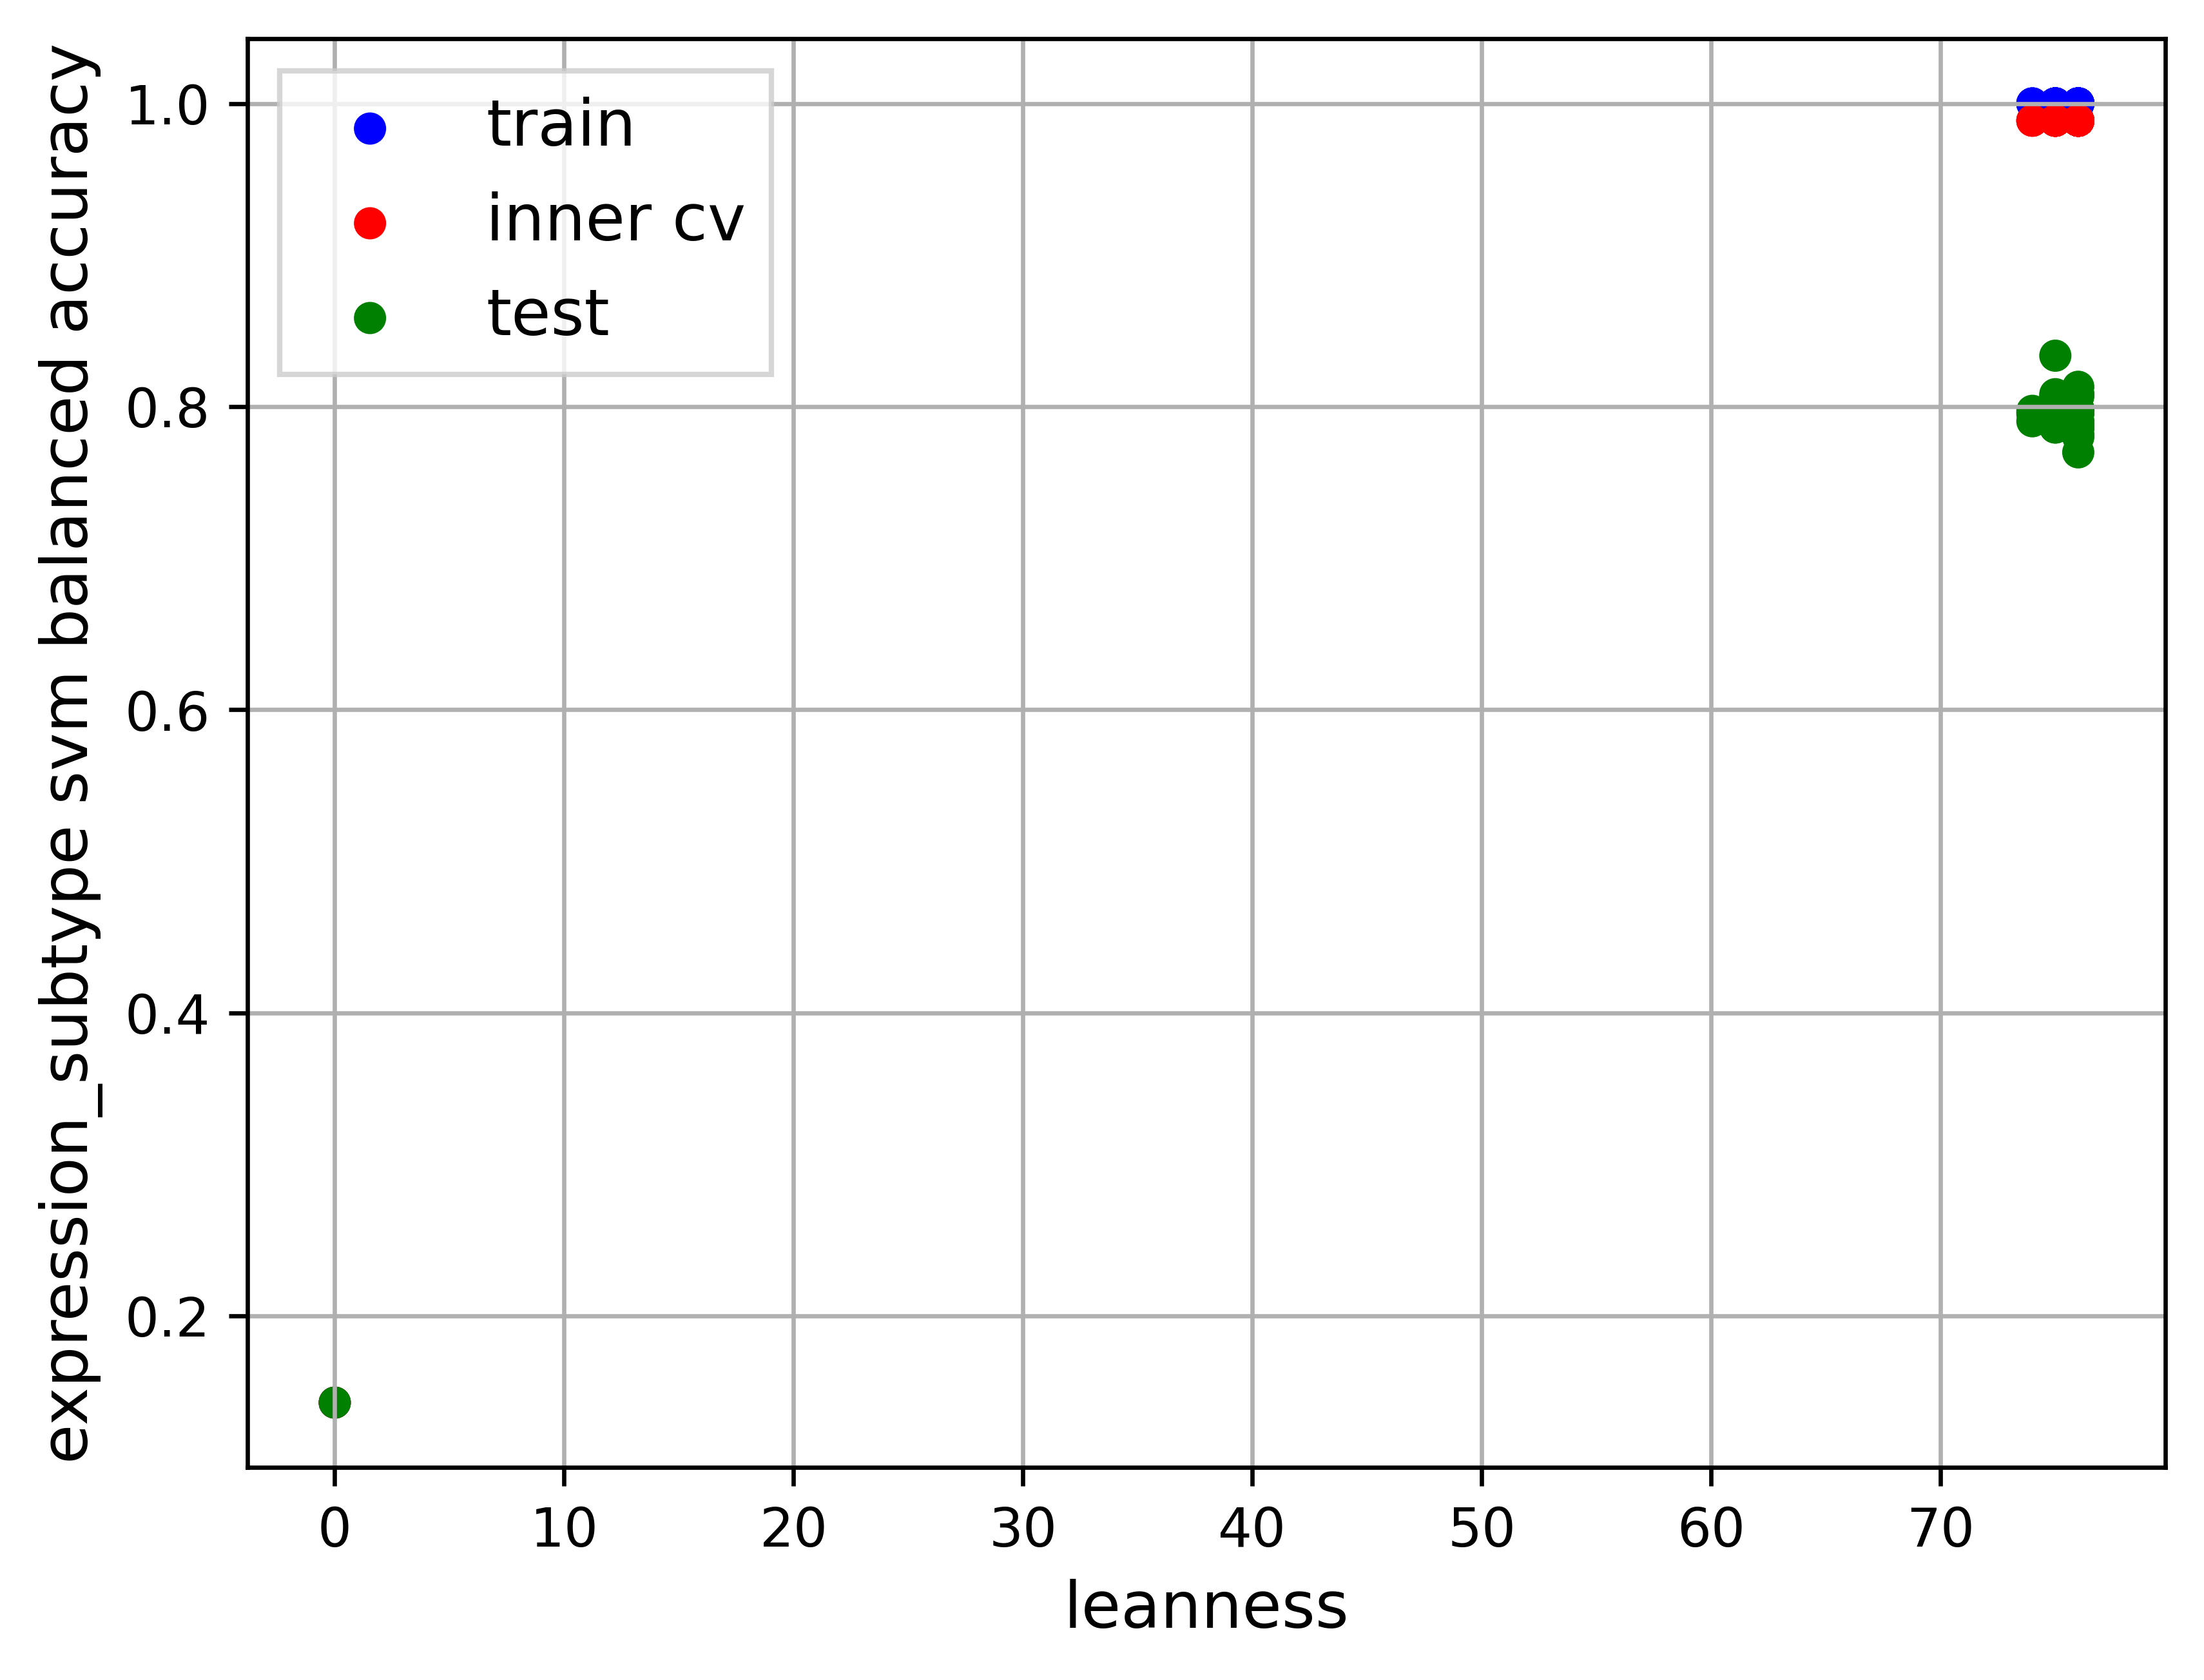 expression_subtype svm balanced accuracy
1.0
0.8
0.6
0.4
0.2
train
inner cv
test
0 10 20 30 40 50 60 70
leanness